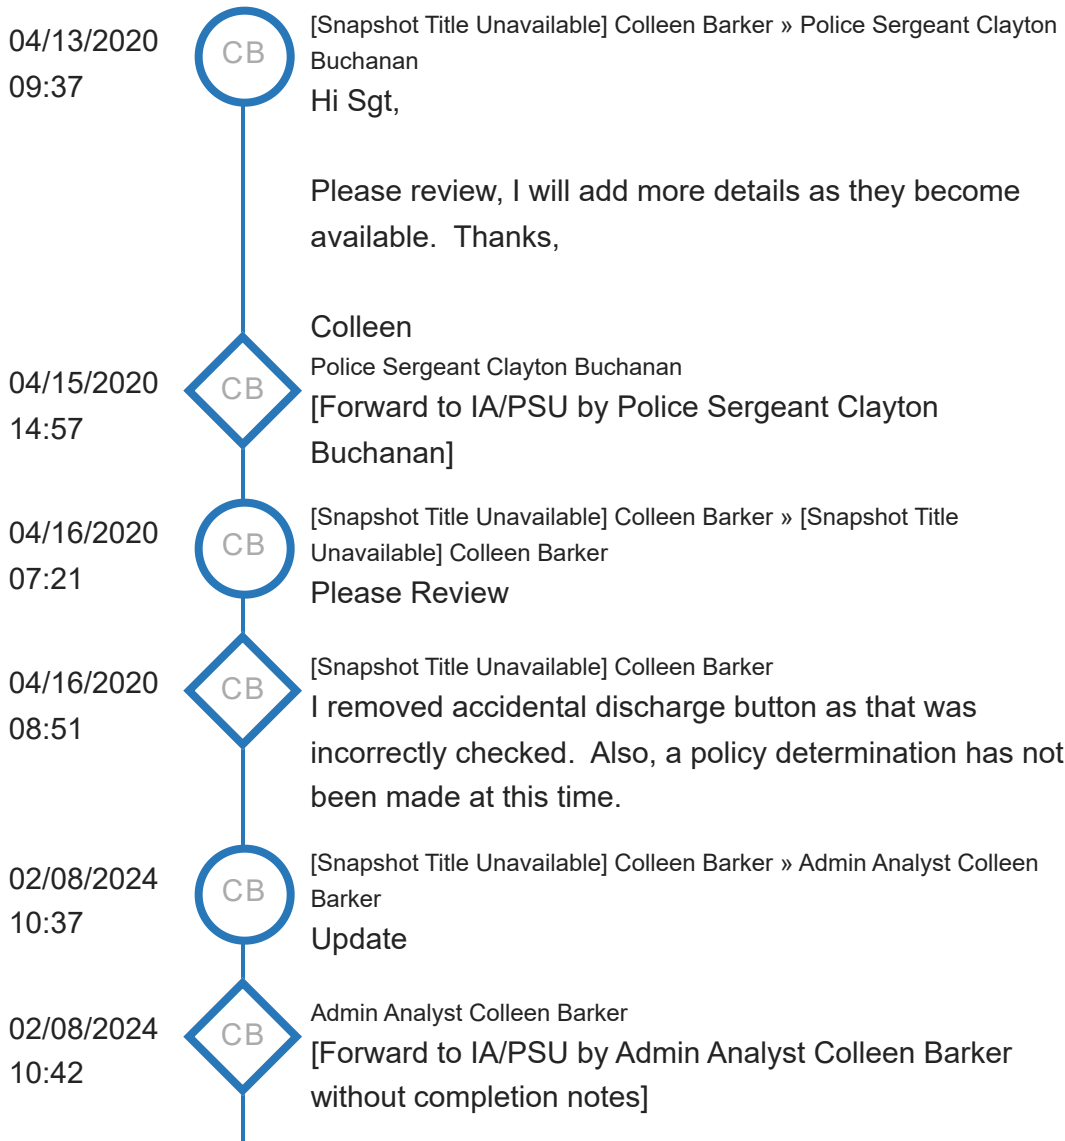 04/13/2020
09:37
CB
[Snapshot Title Unavailable] Colleen Barker » Police Sergeant Clayton
Buchanan
Hi Sgt,
Please review, I will add more details as they become
available.  Thanks,
Colleen
04/15/2020
14:57
CB
Police Sergeant Clayton Buchanan
[Forward to IA/PSU by Police Sergeant Clayton
Buchanan]
04/16/2020
07:21
CB
[Snapshot Title Unavailable] Colleen Barker » [Snapshot Title
Unavailable] Colleen Barker
Please Review
04/16/2020
08:51
CB
[Snapshot Title Unavailable] Colleen Barker
I removed accidental discharge button as that was
incorrectly checked.  Also, a policy determination has not
been made at this time.
02/08/2024
10:37
CB
[Snapshot Title Unavailable] Colleen Barker » Admin Analyst Colleen
Barker
Update
02/08/2024
10:42
CB
Admin Analyst Colleen Barker
[Forward to IA/PSU by Admin Analyst Colleen Barker
without completion notes]